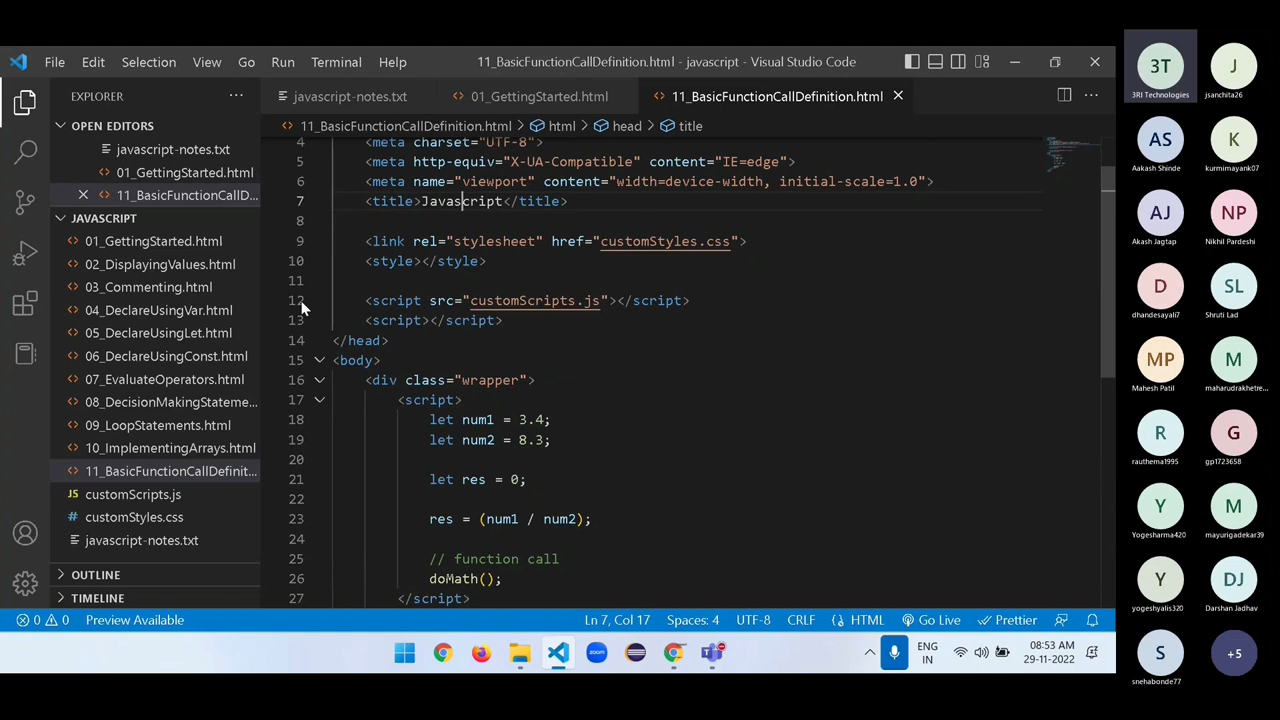 File Edit Selection View Go Run Terminal Help 11_BasicFunctionCallDefinition.html - javascript - Visual Studio Code
EXPLORER
OPEN EDITORS
javascript-notes.txt
01_GettingStarted.html
11_BasicFunctionCallD...
JAVASCRIPT
01_GettingStarted.html
02_DisplayingValues.html
03_Commenting.html
04_DeclareUsingVar.html
05_DeclareUsingLet.html
06_DeclareUsingConst.html
07_EvaluateOperators.html
08_DecisionMakingStateme...
09_LoopStatements.html
10_ImplementingArrays.html
11_BasicFunctionCallDefinit...
JS customScripts.js
# customStyles.css
javascript-notes.txt
OUTLINE
TIMELINE
javascript-notes.txt 01_GettingStarted.html 11_BasicFunctionCallDefinition.html
11_BasicFunctionCallDefinition.html > html > head > title
4 <meta charset="UTF-8">
5 <meta http-equiv="X-UA-Compatible" content="IE=edge">
6 <meta name="viewport" content="width=device-width, initial-scale=1.0">
7 <title>Javascript</title>
8
9 <link rel="stylesheet" href="customStyles.css">
10 <style></style>
11
12 <script src="customScripts.js"></script>
13 <script></script>
14 </head>
15 <body>
16 <div class="wrapper">
17 <script>
18 let num1 = 3.4;
19 let num2 = 8.3;
20
21 let res = 0;
22
23 res = (num1 / num2);
24
25 // function call
26 doMath();
27 </script>
0 0 Preview Available Ln 7, Col 17 Spaces: 4 UTF-8 CRLF HTML Go Live Prettier
zoom
ENG
IN
08:53 AM
29-11-2022
3T
3RI Technologies
J
jsanchita26
AS
Aakash Shinde
K
kurmimayank07
AJ
Akash Jagtap
NP
Nikhil Pardeshi
D
dhandesayali7
SL
Shruti Lad
MP
Mahesh Patil
M
maharudrakhetre...
R
rauthema1995
G
gp1723658
Y
Yogesharma420
M
mayurigadekar39
Y
yogeshyalis320
DJ
Darshan Jadhav
S
snehabonde77
+5